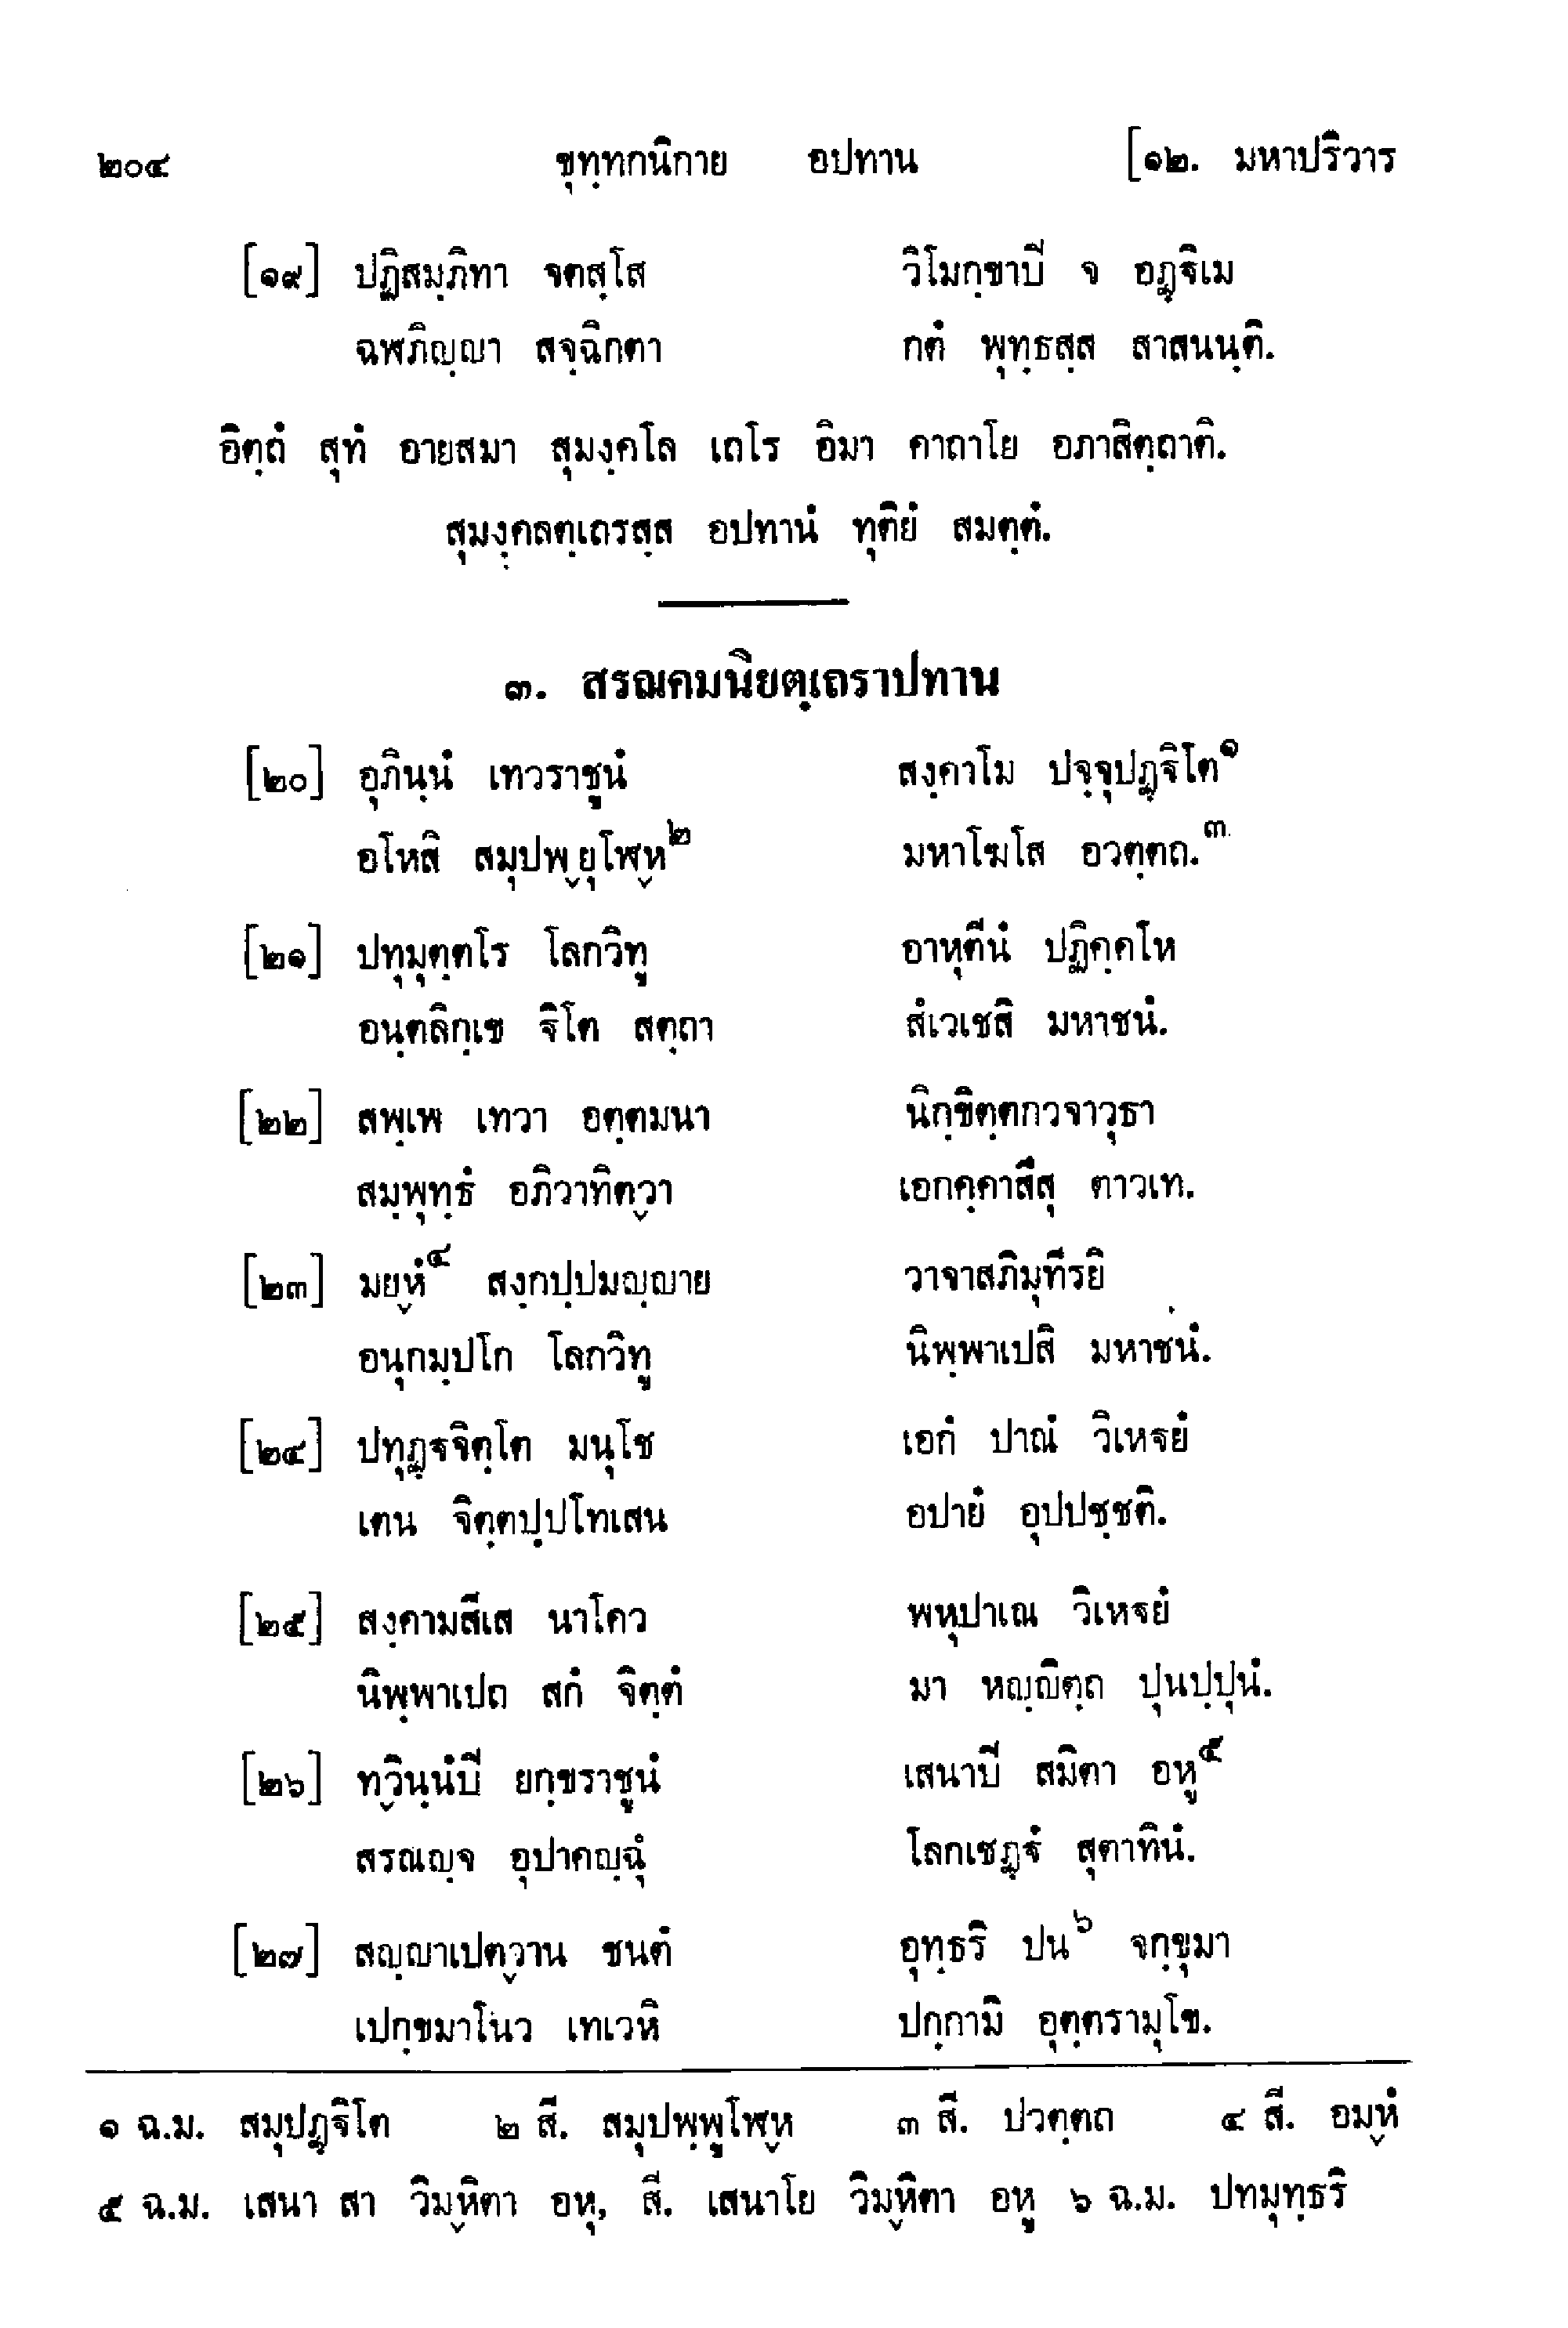 ๒๐๔ ขุทฺทกนิกาย อปทาน [๑๒. มหาปริวาร
[๑๙] ปฏิสมฺภิทา จตสฺโส วิโมกฺขาปี จ อฏฺฐิเม
ฉฬภิญฺญา สจฺฉิกตา กตํ พุทฺธสฺส สาสนนฺติ.
อิตฺถํ สุทํ อายสมา สุมงฺคโล เถโร อิมา คาถาโย อภาสิตฺถาติ.
สุมงฺคลตฺเถรสฺส อปทานํ ทุติยํ สมตฺตํ.
๓. สรณคมนิยตฺเถราปทาน
[๒๐] อุภินฺนํ เทวราชูนํ สงฺคาโม ปจฺจุปฏฺฐิโต๑
อโหสิ สมุปพฺยุโฬฺห๒ มหาโฆโส อวตฺตถ.๓
[๒๑] ปทุมุตฺตโร โลกวิทู อาหุตีนํ ปฏิคฺคโห
อนฺตลิกฺเข ฐิโต สตฺถา สํเวเชสิ มหาชนํ.
[๒๒] สพฺเพ เทวา อตฺตมนา นิกฺขิตฺตกวจาวุธา
สมฺพุทฺธํ อภิวาทิตฺวา เอกคฺคาสึสุ ตาวเท.
[๒๓] มยฺหํ๔ สงฺกปฺปมญฺญาย วาจาสภิมุทีรยิ
อนุกมฺปโก โลกวิทู นิพฺพาเปสิ มหาชนํ.
[๒๔] ปทุฏฺฐจิตฺโต มนุโช เอกํ ปาณํ วิเหฐยํ
เตน จิตฺตปฺปโทเสน อปายํ อุปปชฺชติ.
[๒๕] สงฺคามสีเส นาโคว พหุปาเณ วิเหฐยํ
นิพฺพาเปถ สกํ จิตฺตํ มา หญฺญิตฺถ ปุนปฺปุนํ.
[๒๖] ทฺวินฺนํปี ยกฺขราชูนํ เสนาปี สมิตา อหู๕
สรณญฺจ อุปาคญฺฉุํ โลกเชฏฺฐํ สุตาทินํ.
[๒๗] สญฺญาเปตฺวาน ชนตํ อุทฺธริ ปน๖ จกฺขุมา
เปกฺขมาโนว เทเวหิ ปกฺกามิ อุตฺตรามุโข.
๑ ฉ.ม. สมุปฏฺฐิโต ๒ สี. สมุปพฺพูโฬฺห ๓ สี. ปวตฺตถ ๔ สี. อมฺหํ
๕ ฉ.ม. เสนา สา วิมฺหิตา อหุ, สี. เสนาโย วิมฺหิตา อหู ๖ ฉ.ม. ปทมุทฺธริ